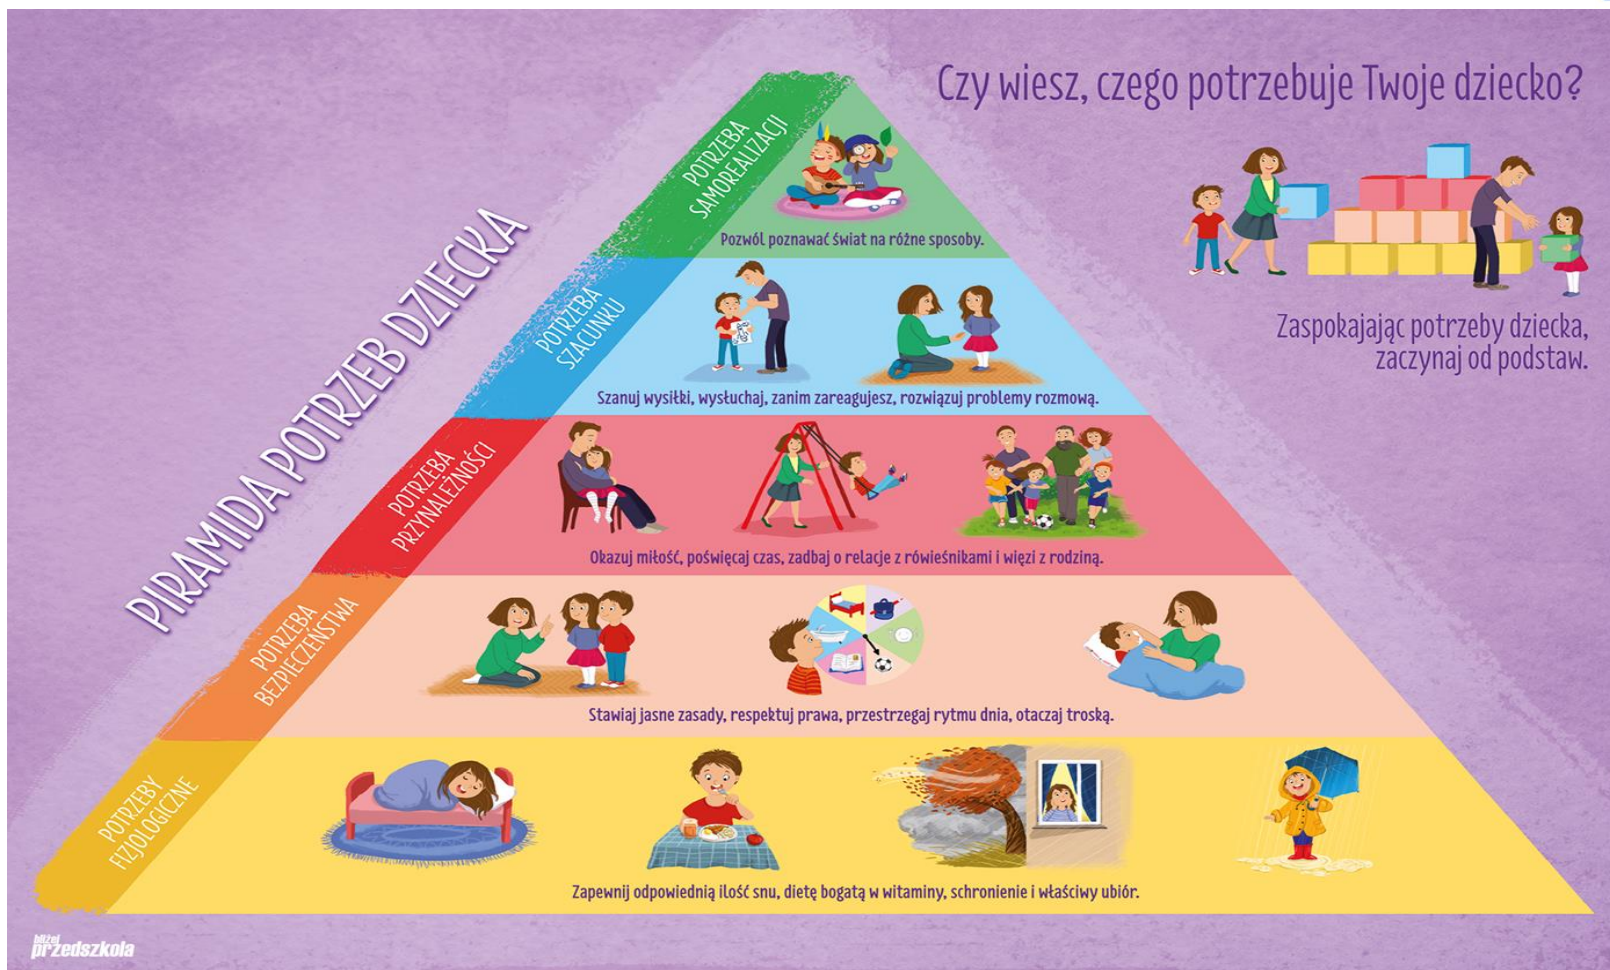 Czy wiesz, czego potrzebuje Twoje dziecko?
Zaspokajając potrzeby dziecka,
zaczynaj od podstaw.
PIRAMIDA POTRZEB DZIECKA
POTRZEBA
SAMOREALIZACJI
Pozwól poznawać świat na różne sposoby.
POTRZEBA
SZACUNKU
Szanuj wysiłki, wysłuchaj, zanim zareagujesz, rozwiązuj problemy rozmową.
POTRZEBA
PRZYNALEŻNOŚCI
Okazuj miłość, poświęcaj czas, zadbaj o relacje z rówieśnikami i więzi z rodziną.
POTRZEBA
BEZPIECZEŃSTWA
Stawiaj jasne zasady, respektuj prawa, przestrzegaj rytmu dnia, otaczaj troską.
POTRZEBY
FIZJOLOGICZNE
Zapewnij odpowiednią ilość snu, dietę bogatą w witaminy, schronienie i właściwy ubiór.
bliżej
przedszkola